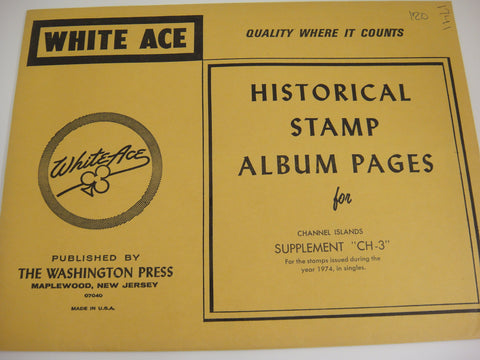 WHITE ACE
QUALITY WHERE IT COUNTS
HISTORICAL
STAMP
ALBUM PAGES
for
CHANNEL ISLANDS
SUPPLEMENT "CH-3"
For the stamps issued during the
year 1974, in singles.
White-Ace
PUBLISHED BY
THE WASHINGTON PRESS
MAPLEWOOD, NEW JERSEY
07040
MADE IN U.S.A.